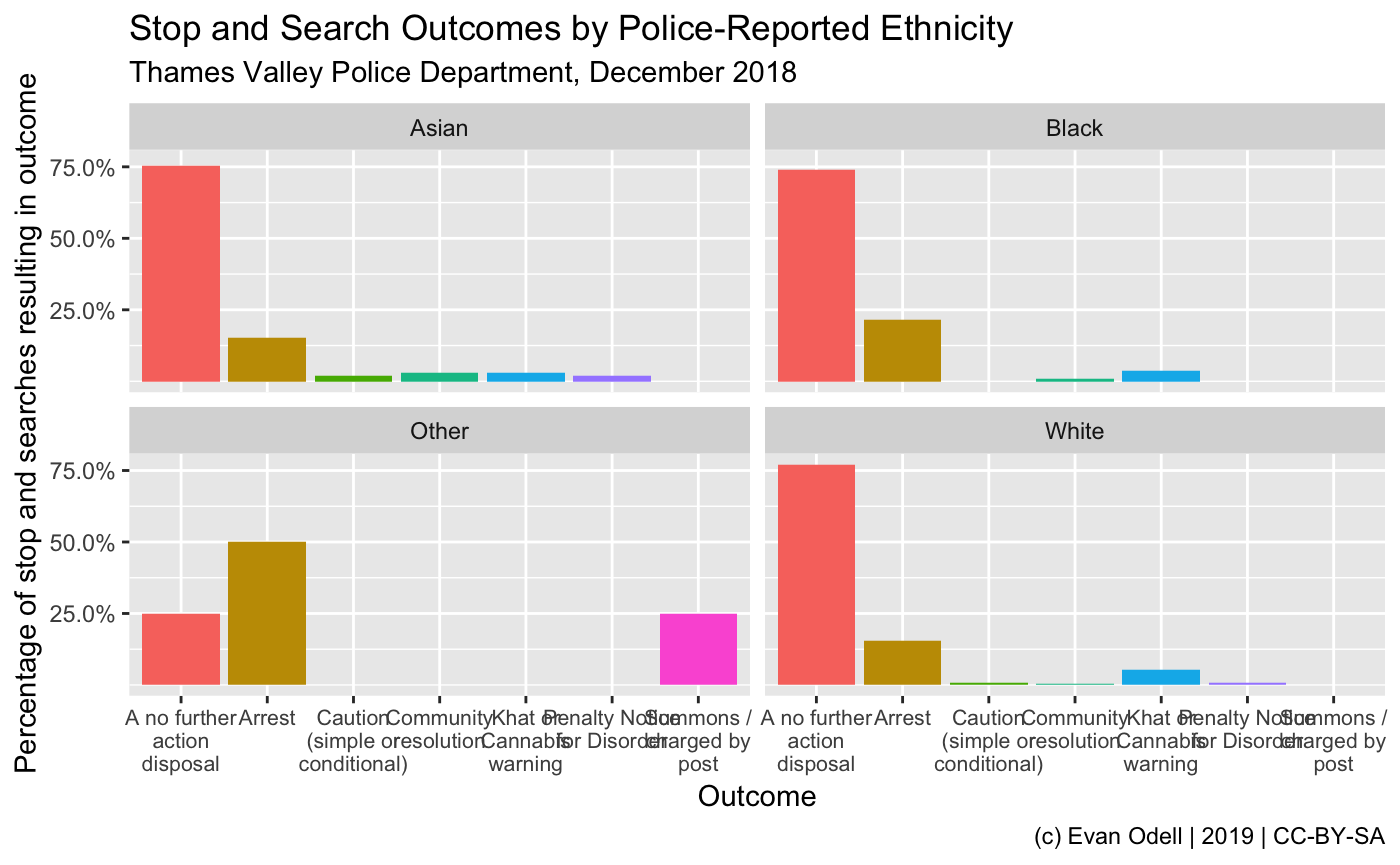 Stop and Search Outcomes by Police-Reported Ethnicity
Thames Valley Police Department, December 2018
Percentage of stop and searches resulting in outcome
Asian
Black
75.0%
50.0%
25.0%
Other
White
75.0%
50.0%
25.0%
A no further
action
disposal
Arrest
Caution
(simple or
conditional)
Community
resolution
Khat or
Cannabis
warning
Penalty Notice
for Disorder
Summons /
charged by
post
A no further
action
disposal
Arrest
Caution
(simple or
conditional)
Community
resolution
Khat or
Cannabis
warning
Penalty Notice
for Disorder
Summons /
charged by
post
Outcome
(c) Evan Odell | 2019 | CC-BY-SA